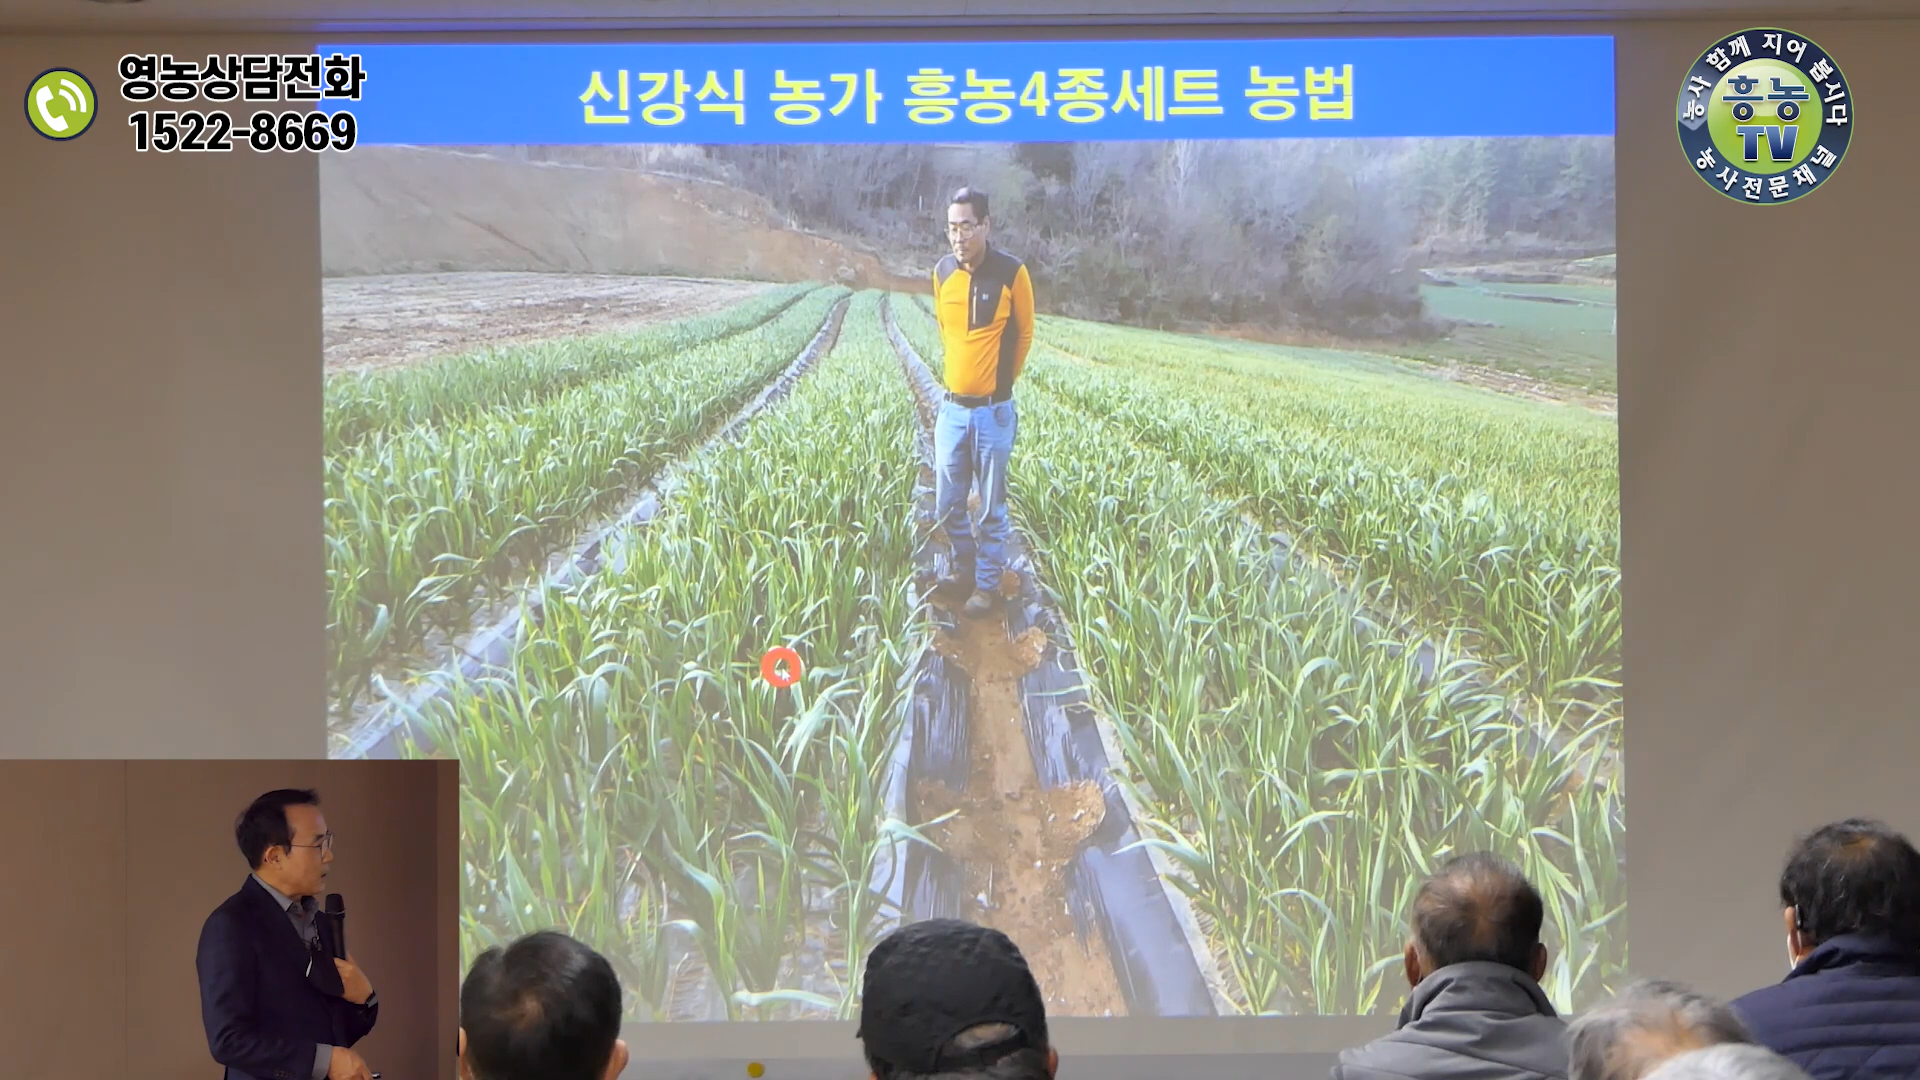 영농상담전화
1522-8669
신강식 농가 흥농4종세트 농법
농사 함께 지어 봅시다
흥농
TV
농사전문채널